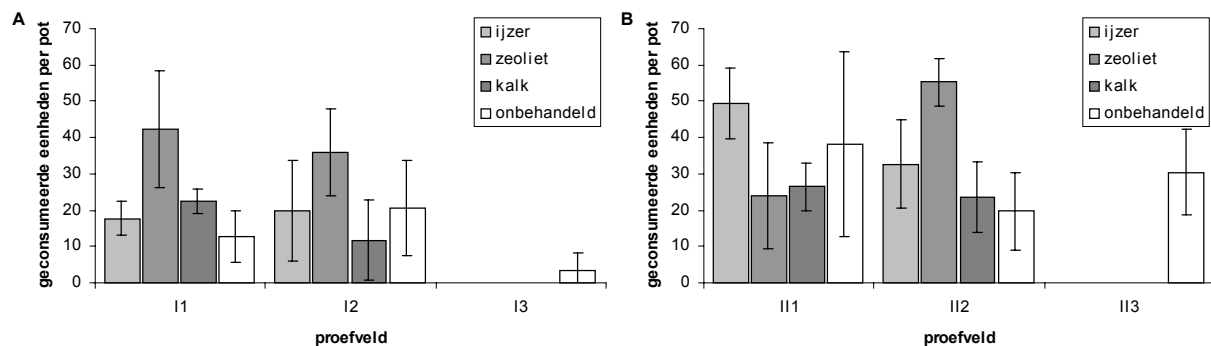 A
geconsumeerde eenheden per pot
70
60
50
40
30
20
10
0
ijzer
zeoliet
kalk
onbehandeld
I1
I2
I3
proefveld
B
geconsumeerde eenheden per pot
70
60
50
40
30
20
10
0
ijzer
zeoliet
kalk
onbehandeld
II1
II2
II3
proefveld